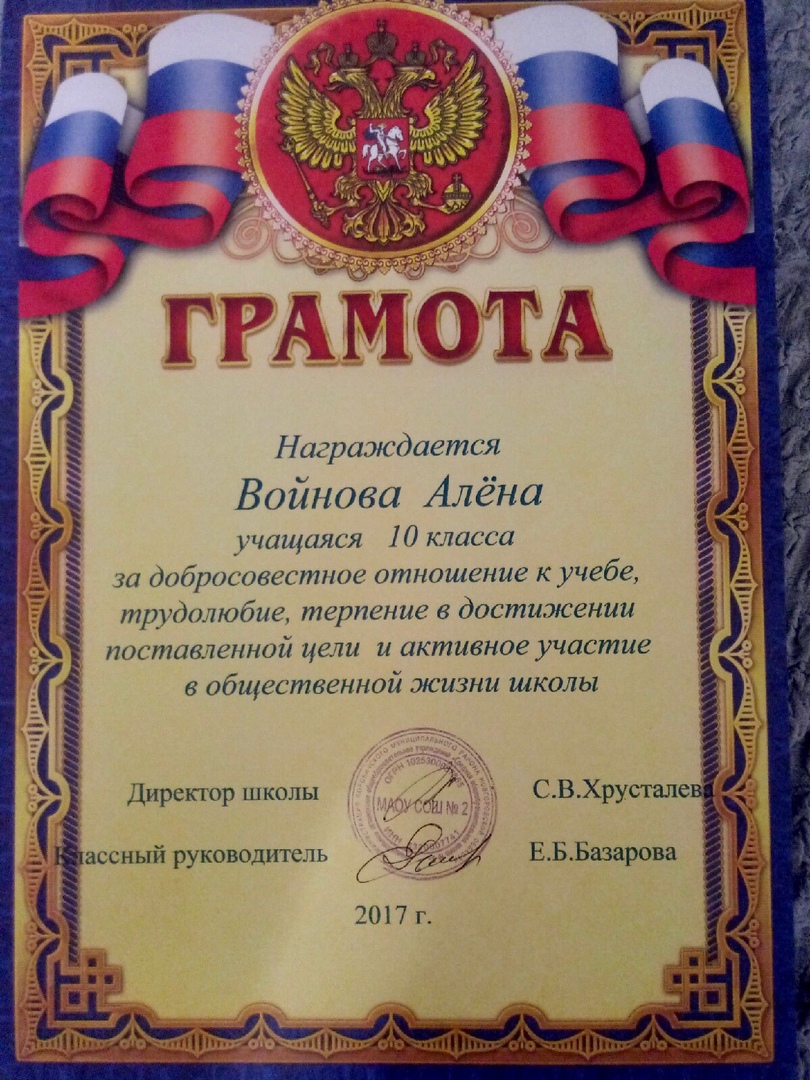 ГРАМОТА
Награждается
Войнова Алёна
учащаяся 10 класса
за добросовестное отношение к учебе,
трудолюбие, терпение в достижении
поставленной цели и активное участие
в общественной жизни школы
Директор школы С.В.Хрусталева
МАОУ СОШ № 2
Классный руководитель Е.Б.Базарова
2017 г.